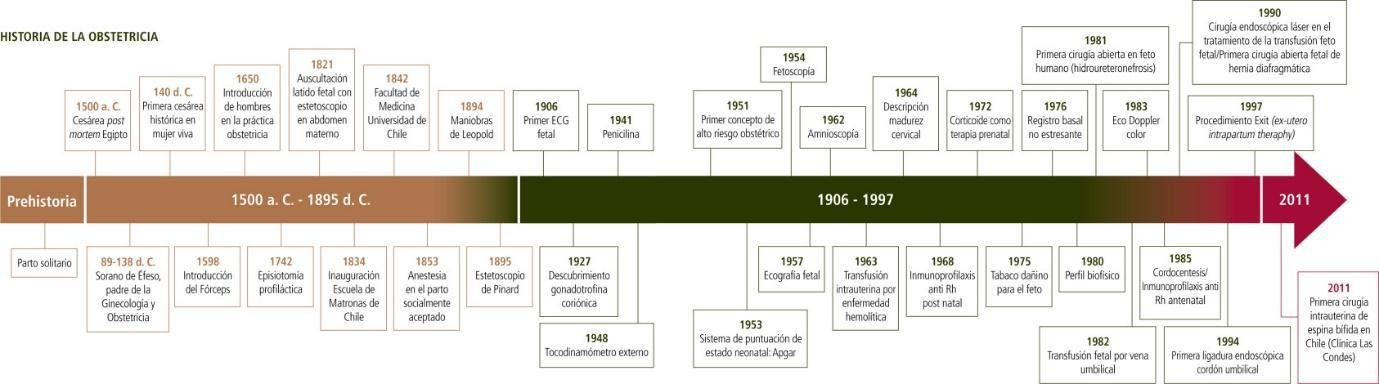 HISTORIA DE LA OBSTETRICIA
1500 a. C.
Cesárea post
mortem Egipto
140 d. C.
Primera cesárea
histórica en
mujer viva
1650
Introducción
de hombres
en la práctica
obstetricia
1821
Auscultación
latido fetal con
estetoscopio
en abdomen
materno
1842
Facultad de
Medicina
Universidad de
Chile
1894
Maniobras
de Leopold
1906
Primer ECG
fetal
1941
Penicilina
1951
Primer concepto de
alto riesgo obstétrico
1954
Fetoscopía
1962
Amnioscopía
1964
Descripción
madurez
cervical
1972
Corticoide como
terapia prenatal
1976
Registro basal
no estresante
1981
Primera cirugía abierta en feto
humano (hidroureteronefrosis)
1983
Eco Doppler
color
1990
Cirugía endoscópica láser en el
tratamiento de la transfusión feto
fetal/Primera cirugía abierta fetal de
hernia diafragmática
1997
Procedimiento Exit (ex-utero
intrapartum theraphy)
Prehistoria
1500 a. C. - 1895 d. C.
1906 - 1997
2011
Parto solitario
89-138 d. C.
Sorano de Éfeso,
padre de la
Ginecología y
Obstetricia
1598
Introducción
del Fórceps
1742
Episiotomía
profiláctica
1834
Inauguración
Escuela de
Matronas de
Chile
1853
Anestesia
en el parto
socialmente
aceptado
1895
Estetoscopio
de Pinard
1927
Descubrimiento
gonadotrofina
coriónica
1948
Tocodinamómetro externo
1953
Sistema de puntuación de
estado neonatal: Apgar
1957
Ecografía fetal
1963
Transfusión
intrauterina por
enfermedad
hemolítica
1968
Inmunoprofilaxis
anti Rh
post natal
1975
Tabaco dañino
para el feto
1980
Perfil biofísico
1982
Transfusión fetal por vena
umbilical
1985
Cordocentesis/
Inmunoprofilaxis anti
Rh antenatal
1994
Primera ligadura endoscópica
cordón umbilical
2011
Primera cirugía
intrauterina de
espina bífida en
Chile (Clínica Las
Condes)